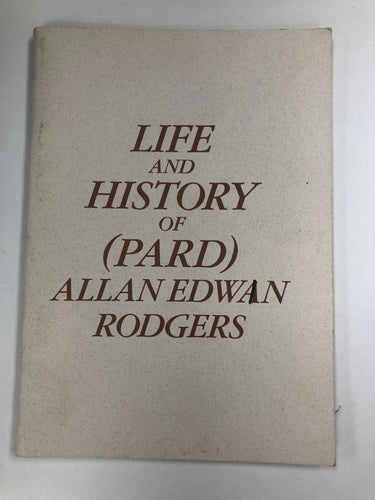 LIFE
AND
HISTORY
OF
(PARD)
ALLAN EDWAN
RODGERS